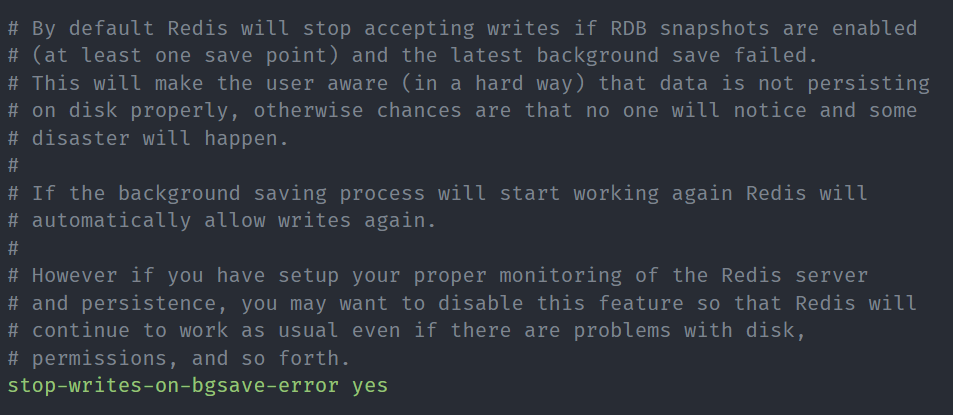 # By default Redis will stop accepting writes if RDB snapshots are enabled
# (at least one save point) and the latest background save failed.
# This will make the user aware (in a hard way) that data is not persisting
# on disk properly, otherwise chances are that no one will notice and some
# disaster will happen.
#
# If the background saving process will start working again Redis will
# automatically allow writes again.
#
# However if you have setup your proper monitoring of the Redis server
# and persistence, you may want to disable this feature so that Redis will
# continue to work as usual even if there are problems with disk,
# permissions, and so forth.
stop-writes-on-bgsave-error yes